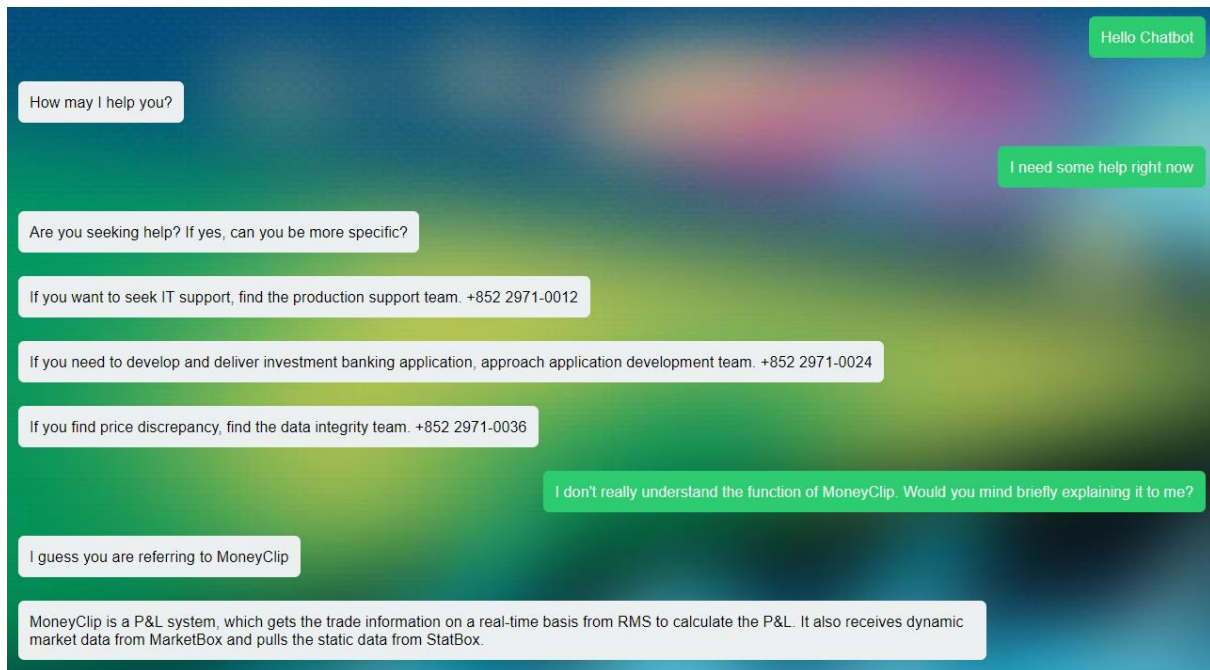 Hello Chatbot
How may I help you?
I need some help right now
Are you seeking help? If yes, can you be more specific?
If you want to seek IT support, find the production support team. +852 2971-0012
If you need to develop and deliver investment banking application, approach application development team. +852 2971-0024
If you find price discrepancy, find the data integrity team. +852 2971-0036
I don't really understand the function of MoneyClip. Would you mind briefly explaining it to me?
I guess you are referring to MoneyClip
MoneyClip is a P&L system, which gets the trade information on a real-time basis from RMS to calculate the P&L. It also receives dynamic
market data from MarketBox and pulls the static data from StatBox.